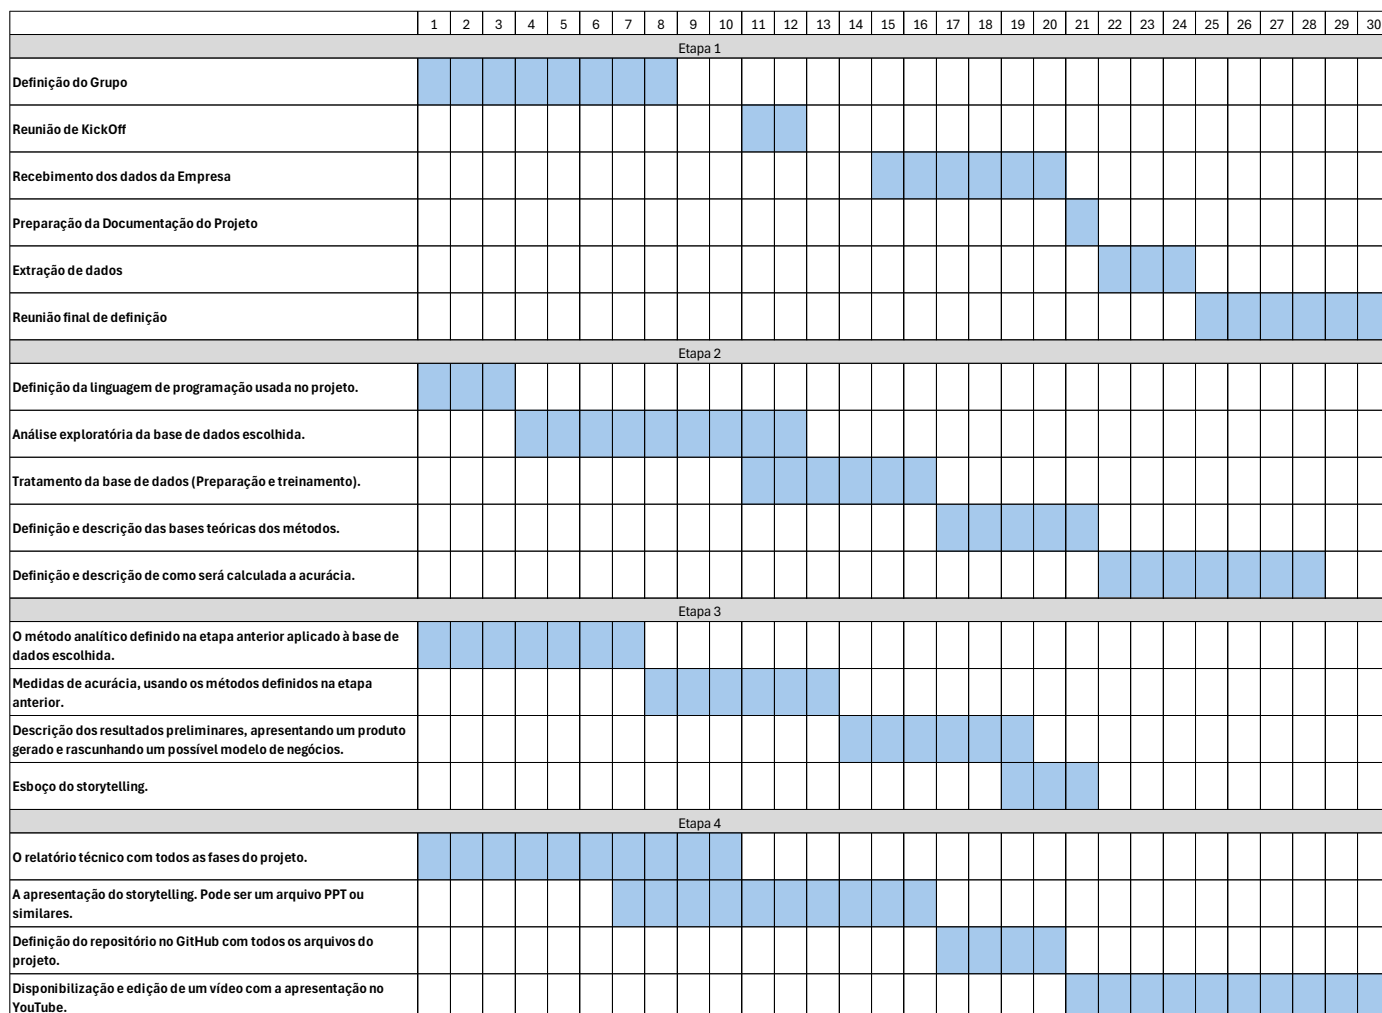 1 2 3 4 5 6 7 8 9 10 11 12 13 14 15 16 17 18 19 20 21 22 23 24 25 26 27 28 29 30
Etapa 1
Definição do Grupo
Reunião de KickOff
Recebimento dos dados da Empresa
Preparação da Documentação do Projeto
Extração de dados
Reunião final de definição
Etapa 2
Definição da linguagem de programação usada no projeto.
Análise exploratória da base de dados escolhida.
Tratamento da base de dados (Preparação e treinamento).
Definição e descrição das bases teóricas dos métodos.
Definição e descrição de como será calculada a acurácia.
Etapa 3
O método analítico definido na etapa anterior aplicado à base de
dados escolhida.
Medidas de acurácia, usando os métodos definidos na etapa
anterior.
Descrição dos resultados preliminares, apresentando um produto
gerado e rascunhando um possível modelo de negócios.
Esboço do storytelling.
Etapa 4
O relatório técnico com todos as fases do projeto.
A apresentação do storytelling. Pode ser um arquivo PPT ou
similares.
Definição do repositório no GitHub com todos os arquivos do
projeto.
Disponibilização e edição de um vídeo com a apresentação no
YouTube.